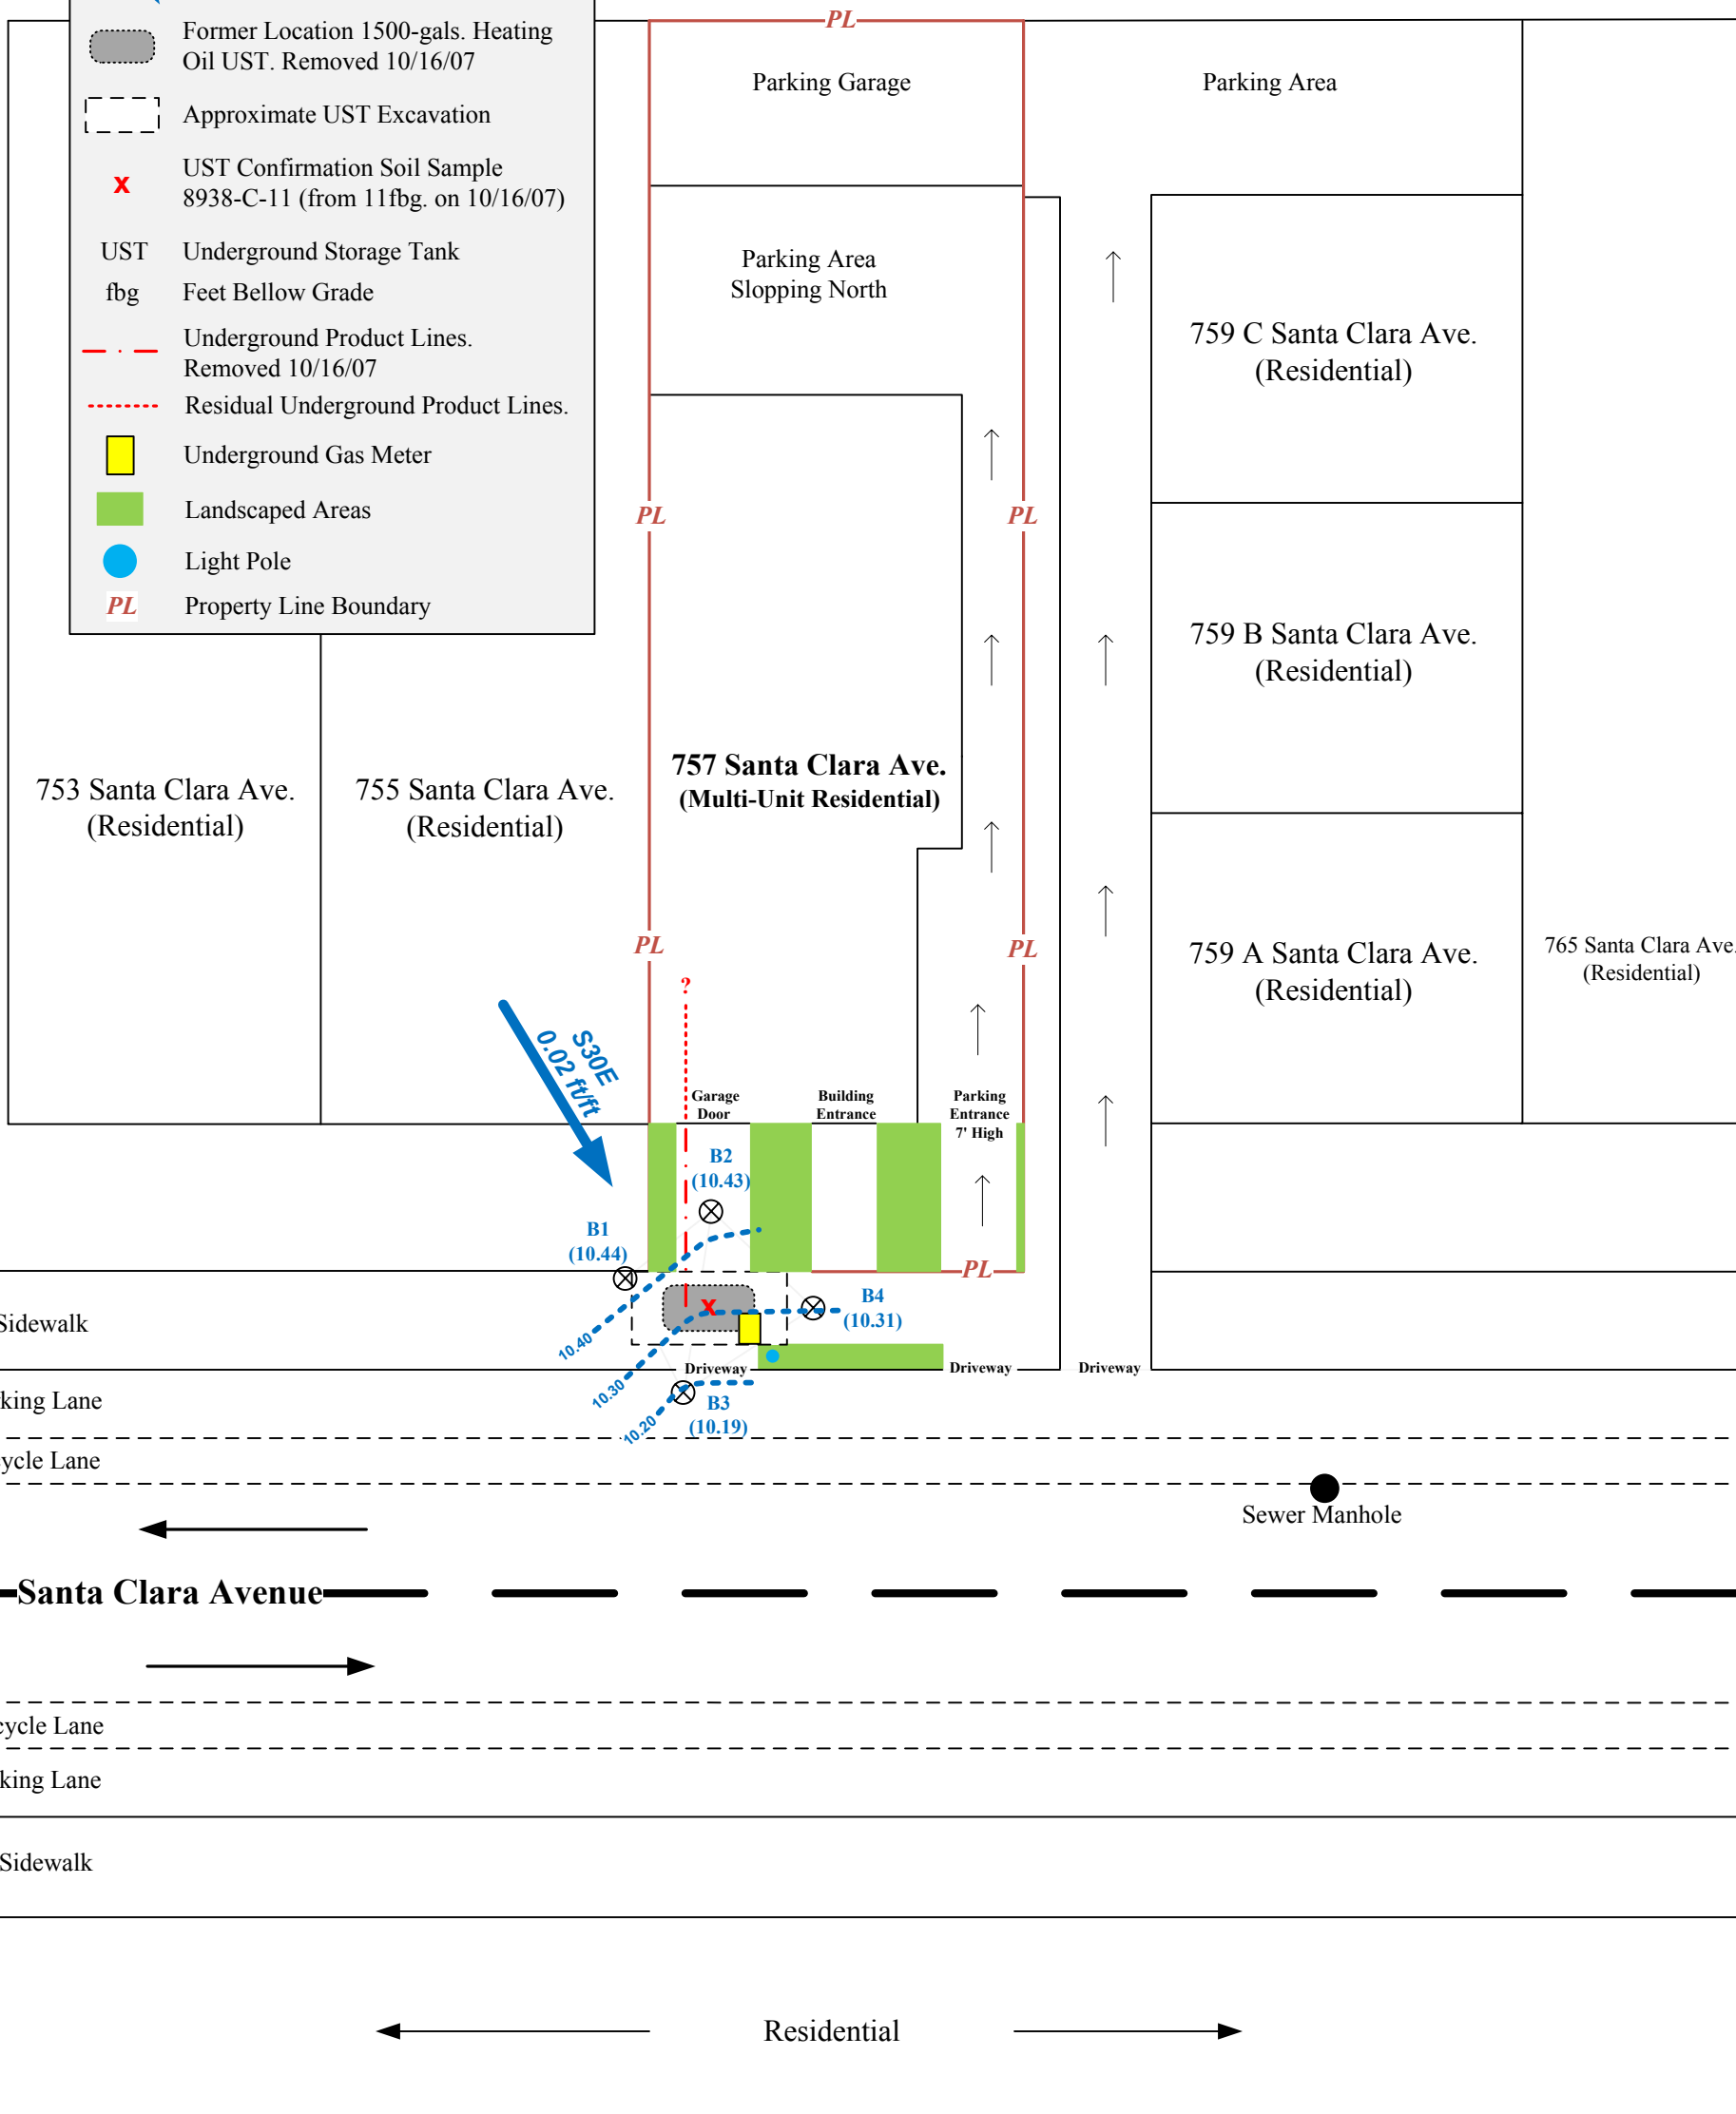 Former Location 1500-gals. Heating
Oil UST. Removed 10/16/07
Approximate UST Excavation
x
UST Confirmation Soil Sample
8938-C-11 (from 11fbg. on 10/16/07)
UST Underground Storage Tank
fbg Feet Bellow Grade
Underground Product Lines.
Removed 10/16/07
Residual Underground Product Lines.
Underground Gas Meter
Landscaped Areas
Light Pole
PL Property Line Boundary
PL
Parking Garage
Parking Area
Parking Area
Slopping North
759 C Santa Clara Ave.
(Residential)
PL
PL
759 B Santa Clara Ave.
(Residential)
753 Santa Clara Ave.
(Residential)
755 Santa Clara Ave.
(Residential)
757 Santa Clara Ave.
(Multi-Unit Residential)
PL
PL
759 A Santa Clara Ave.
(Residential)
765 Santa Clara Ave.
(Residential)
?
S30E
0.02 ft/ft
Garage
Door
Building
Entrance
Parking
Entrance
7' High
B2
(10.43)
B1
(10.44)
PL
x
B4
(10.31)
Sidewalk
10.40
10.30
10.20
Driveway
Driveway
Driveway
B3
(10.19)
king Lane
ycle Lane
Sewer Manhole
Santa Clara Avenue
cycle Lane
king Lane
Sidewalk
Residential